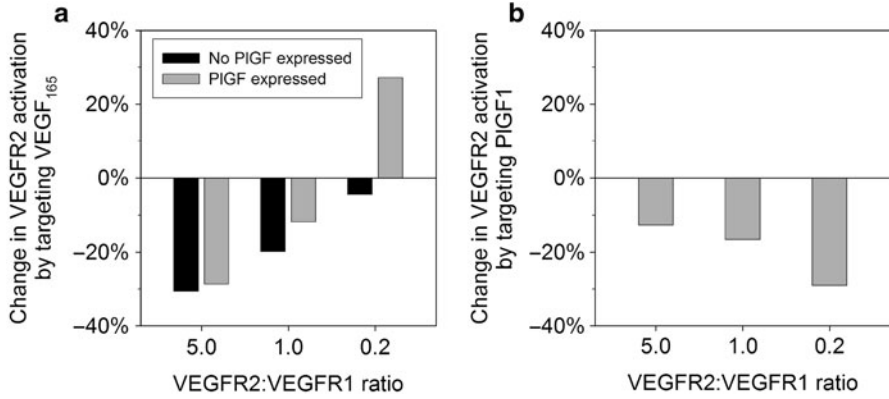 a
Change in VEGFR2 activation
by targeting VEGF165
40%
20%
0%
−20%
−40%
No PlGF expressed
PlGF expressed
5.0 1.0 0.2
VEGFR2:VEGFR1 ratio
b
Change in VEGFR2 activation
by targeting PlGF1
40%
20%
0%
−20%
−40%
5.0 1.0 0.2
VEGFR2:VEGFR1 ratio